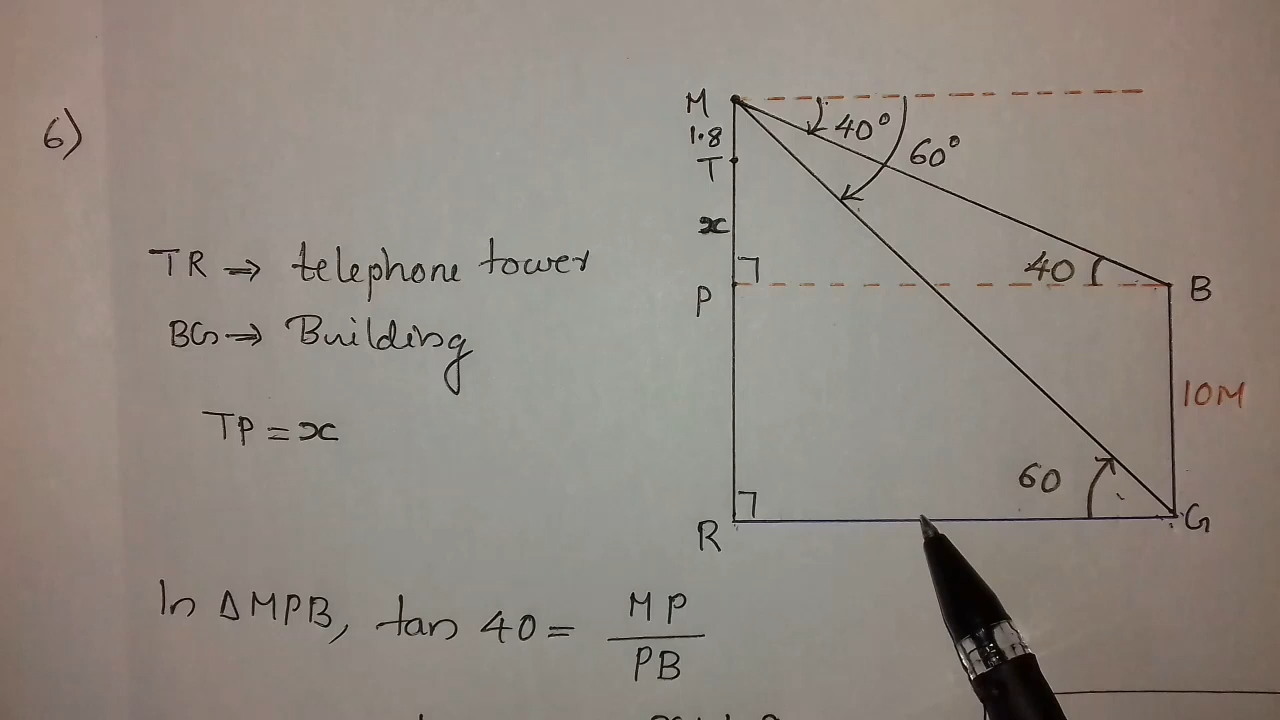 6)
M
1.8
T
x
P
R
40°
60°
40
B
10M
60
G
TR ⇒ telephone tower
BG ⇒ Building
TP = x
In ΔMPB, tan 40 = MP
PB